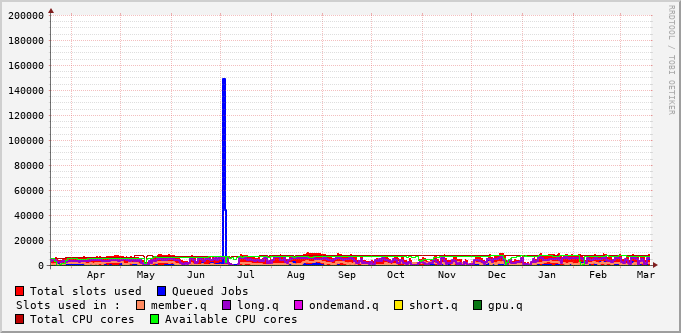 200000
180000
160000
140000
120000
100000
80000
60000
40000
20000
0
Apr May Jun Jul Aug Sep Oct Nov Dec Jan Feb Mar
Total slots used Queued Jobs
Slots used in : member.q long.q ondemand.q short.q gpu.q
Total CPU cores Available CPU cores
RRDTOOL / TOBI OETIKER